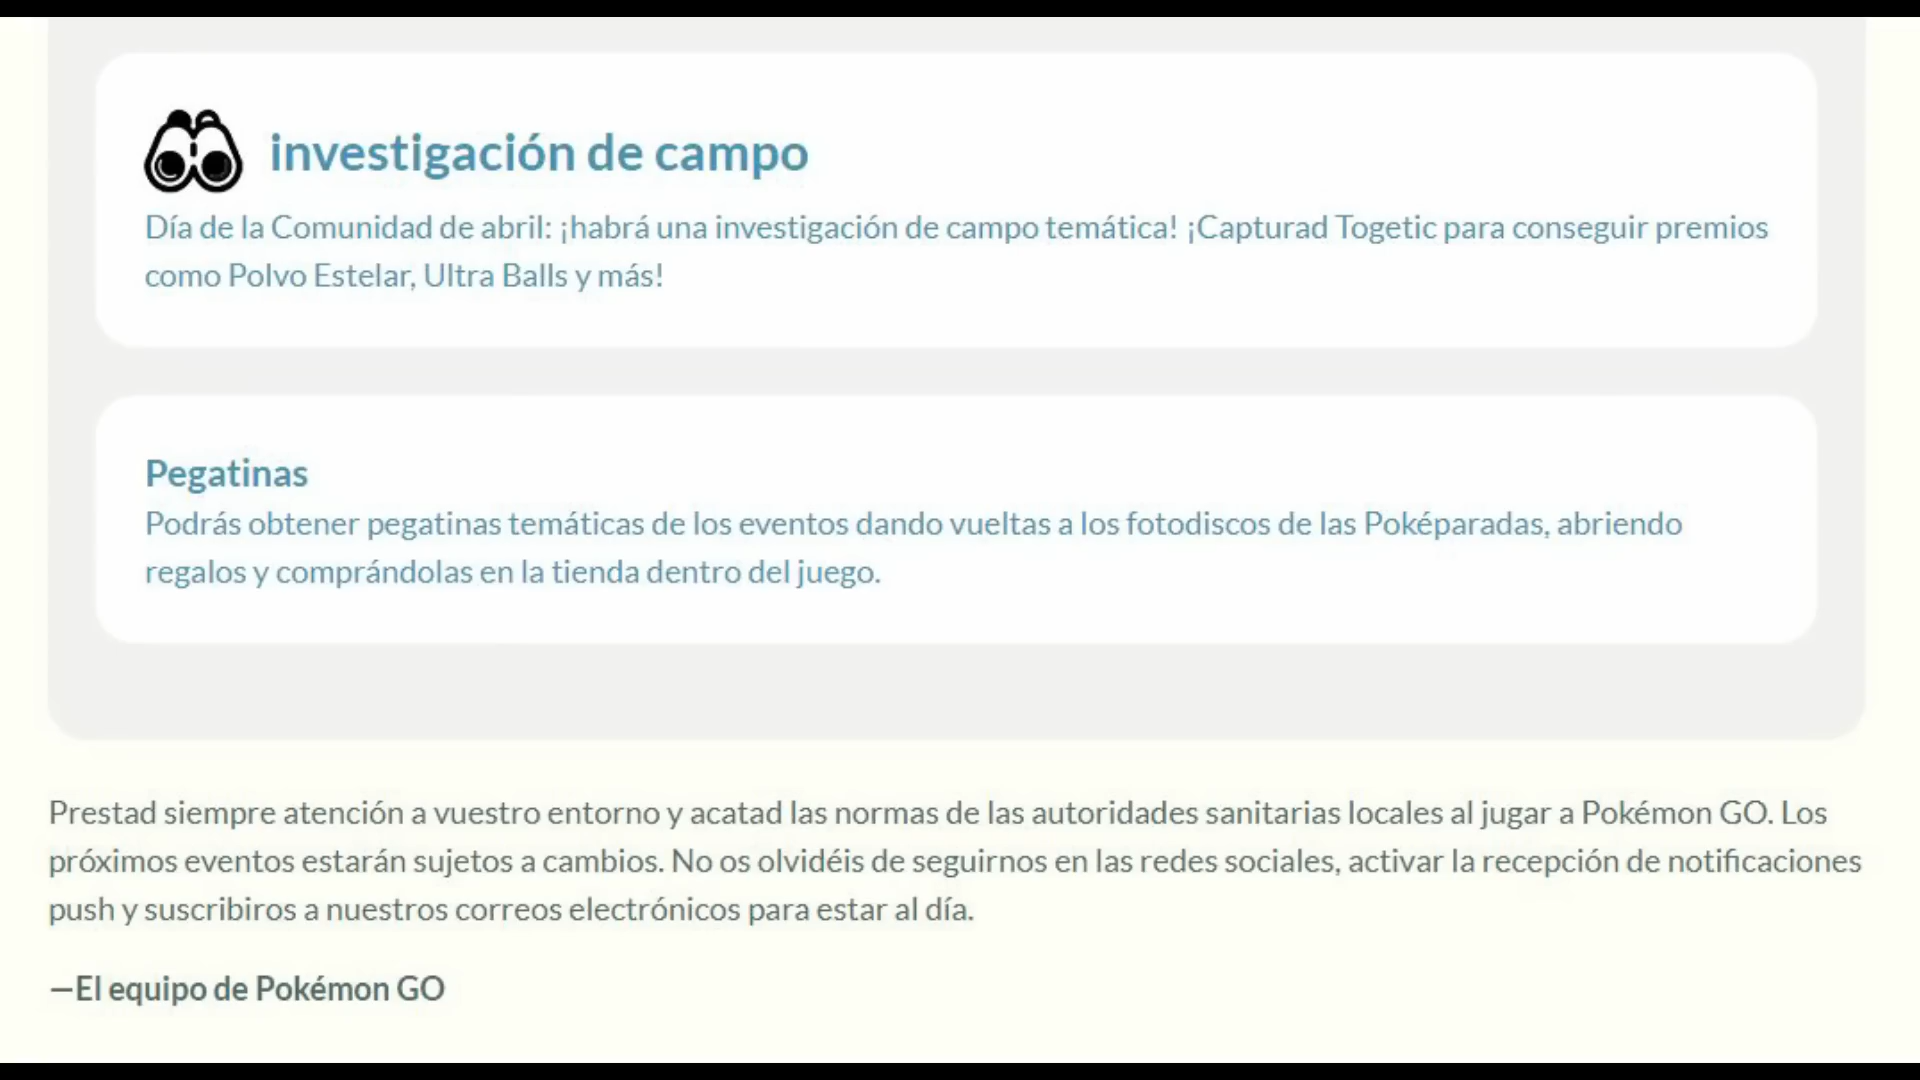 investigación de campo
Día de la Comunidad de abril: ¡habrá una investigación de campo temática! ¡Capturad Togetic para conseguir premios
como Polvo Estelar, Ultra Balls y más!
Pegatinas
Podrás obtener pegatinas temáticas de los eventos dando vueltas a los fotodiscos de las Poképaradas, abriendo
regalos y comprándolas en la tienda dentro del juego.
Prestad siempre atención a vuestro entorno y acatad las normas de las autoridades sanitarias locales al jugar a Pokémon GO. Los
próximos eventos estarán sujetos a cambios. No os olvidéis de seguirnos en las redes sociales, activar la recepción de notificaciones
push y suscribiros a nuestros correos electrónicos para estar al día.
—El equipo de Pokémon GO